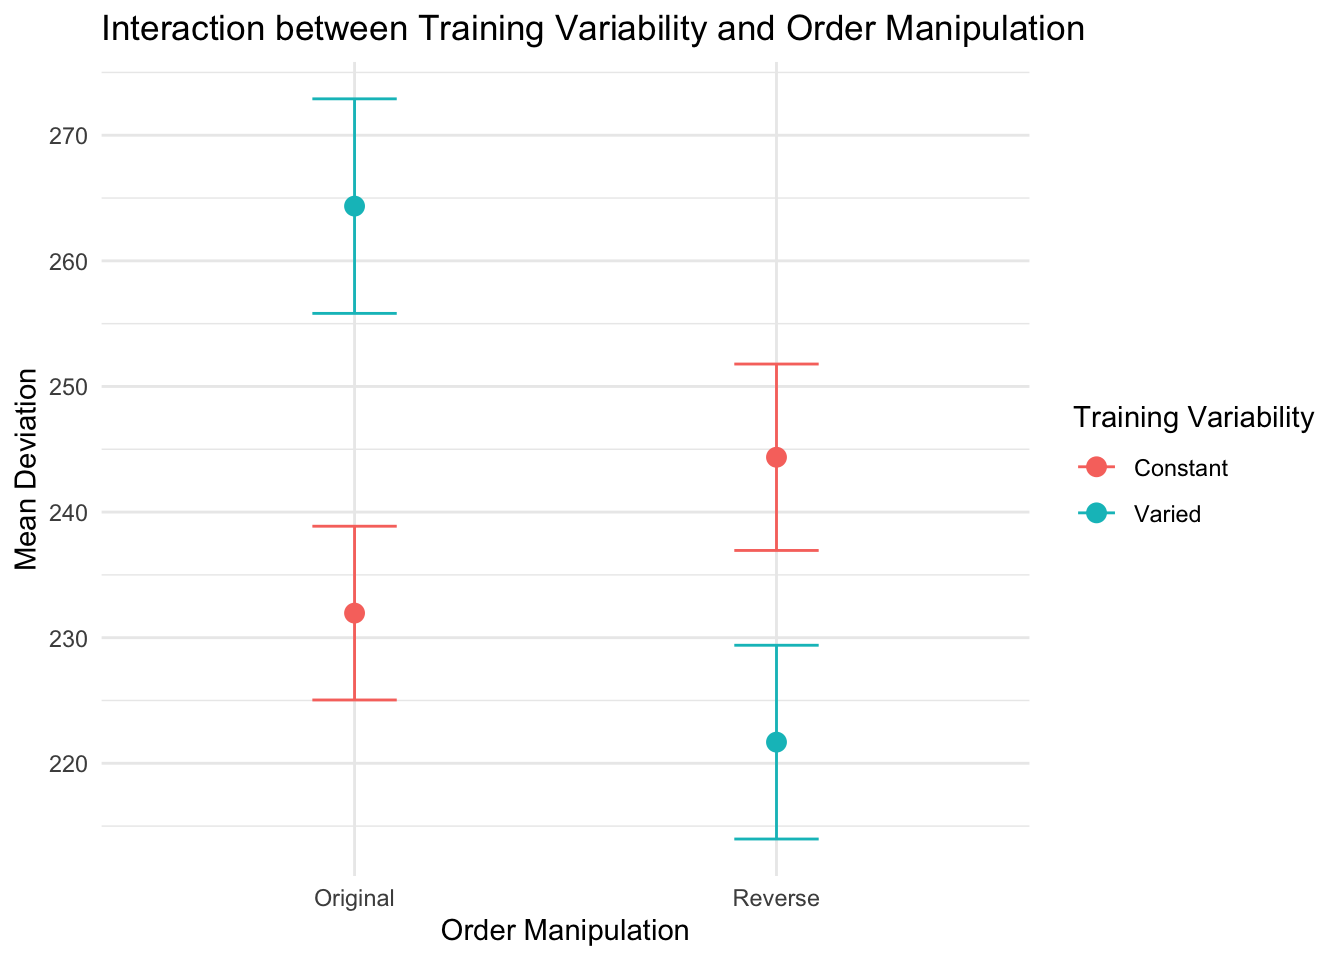 Interaction between Training Variability and Order Manipulation
270
260
250
240
230
220
Mean Deviation
Original
Reverse
Order Manipulation
Training Variability
Constant
Varied